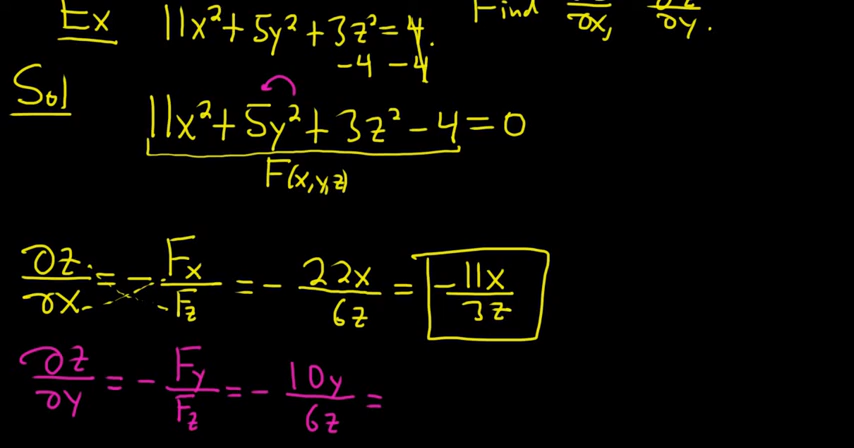 Ex 11x² + 5y² + 3z² = 4. Find ∂x, ∂y.
-4 -4
Sol
11x² + 5y² + 3z² - 4 = 0
F(x,y,z)
∂z/∂x = - Fx/Fz = - 22x/6z = -11x/3z
∂z/∂y = - Fy/Fz = - 10y/6z =